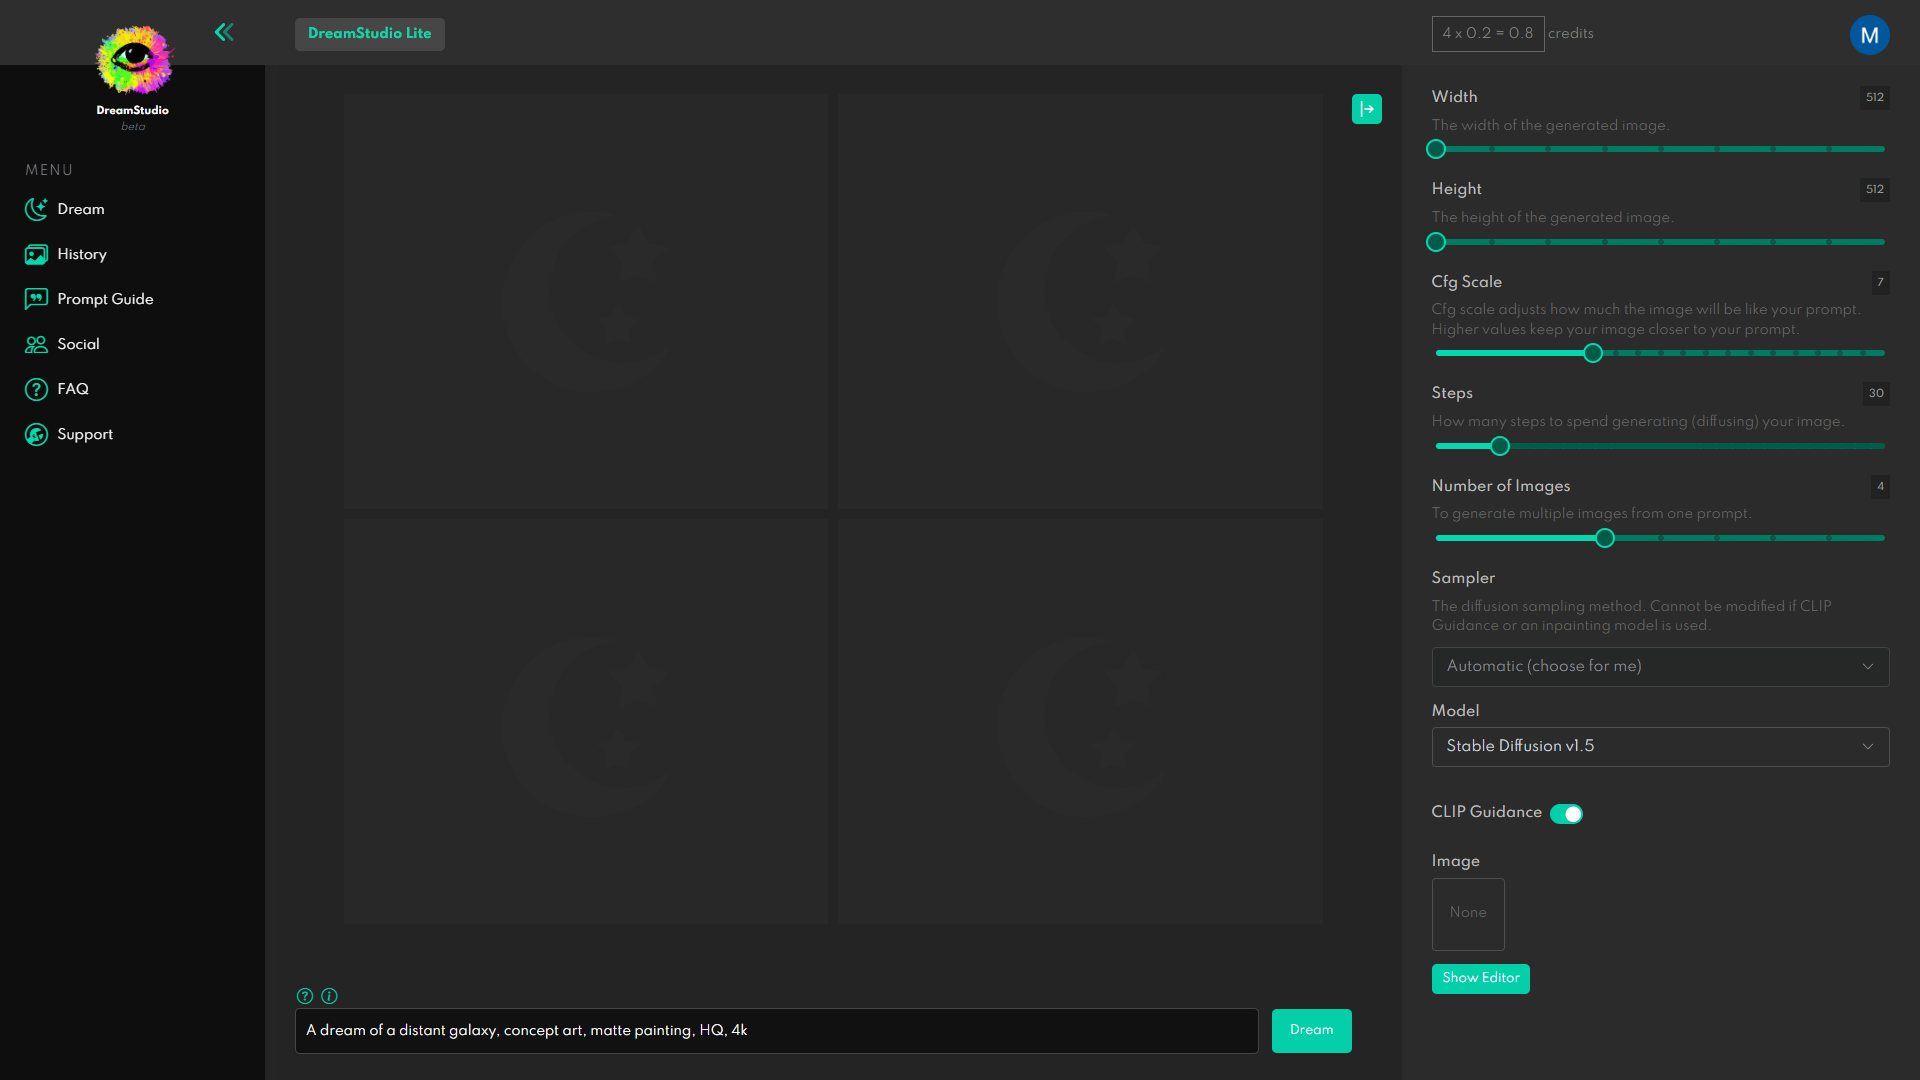 DreamStudio
beta
MENU
Dream
History
Prompt Guide
Social
FAQ
Support
DreamStudio Lite
A dream of a distant galaxy, concept art, matte painting, HQ, 4k
Dream
4 x 0.2 = 0.8 credits
M
Width
512
The width of the generated image.
Height
512
The height of the generated image.
Cfg Scale
7
Cfg scale adjusts how much the image will be like your prompt.
Higher values keep your image closer to your prompt.
Steps
30
How many steps to spend generating (diffusing) your image.
Number of Images
4
To generate multiple images from one prompt.
Sampler
The diffusion sampling method. Cannot be modified if CLIP
Guidance or an inpainting model is used.
Automatic (choose for me)
Model
Stable Diffusion v1.5
CLIP Guidance
Image
None
Show Editor